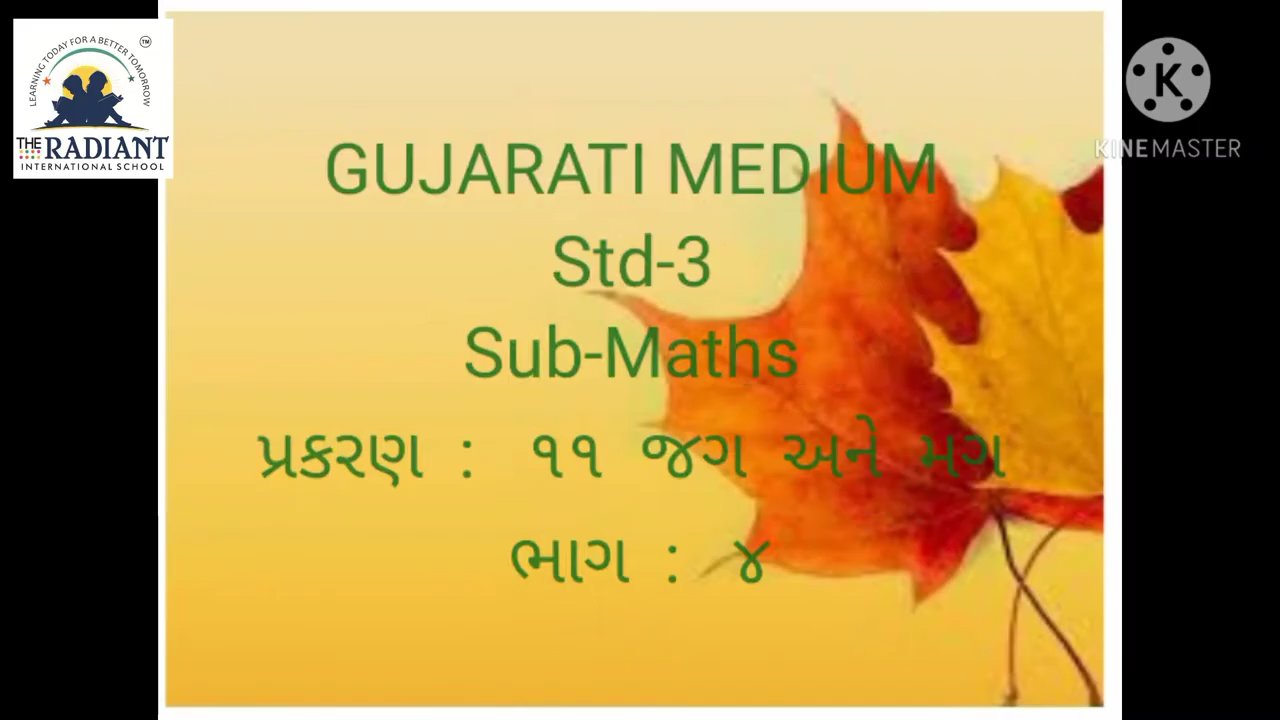 LEARNING TODAY FOR A BETTER TOMORROW
TM
THE RADIANT
INTERNATIONAL SCHOOL
K
KINEMASTER
GUJARATI MEDIUM
Std-3
Sub-Maths
પ્રકરણ : ૧૧ જગ અને મગ
ભાગ : ૪